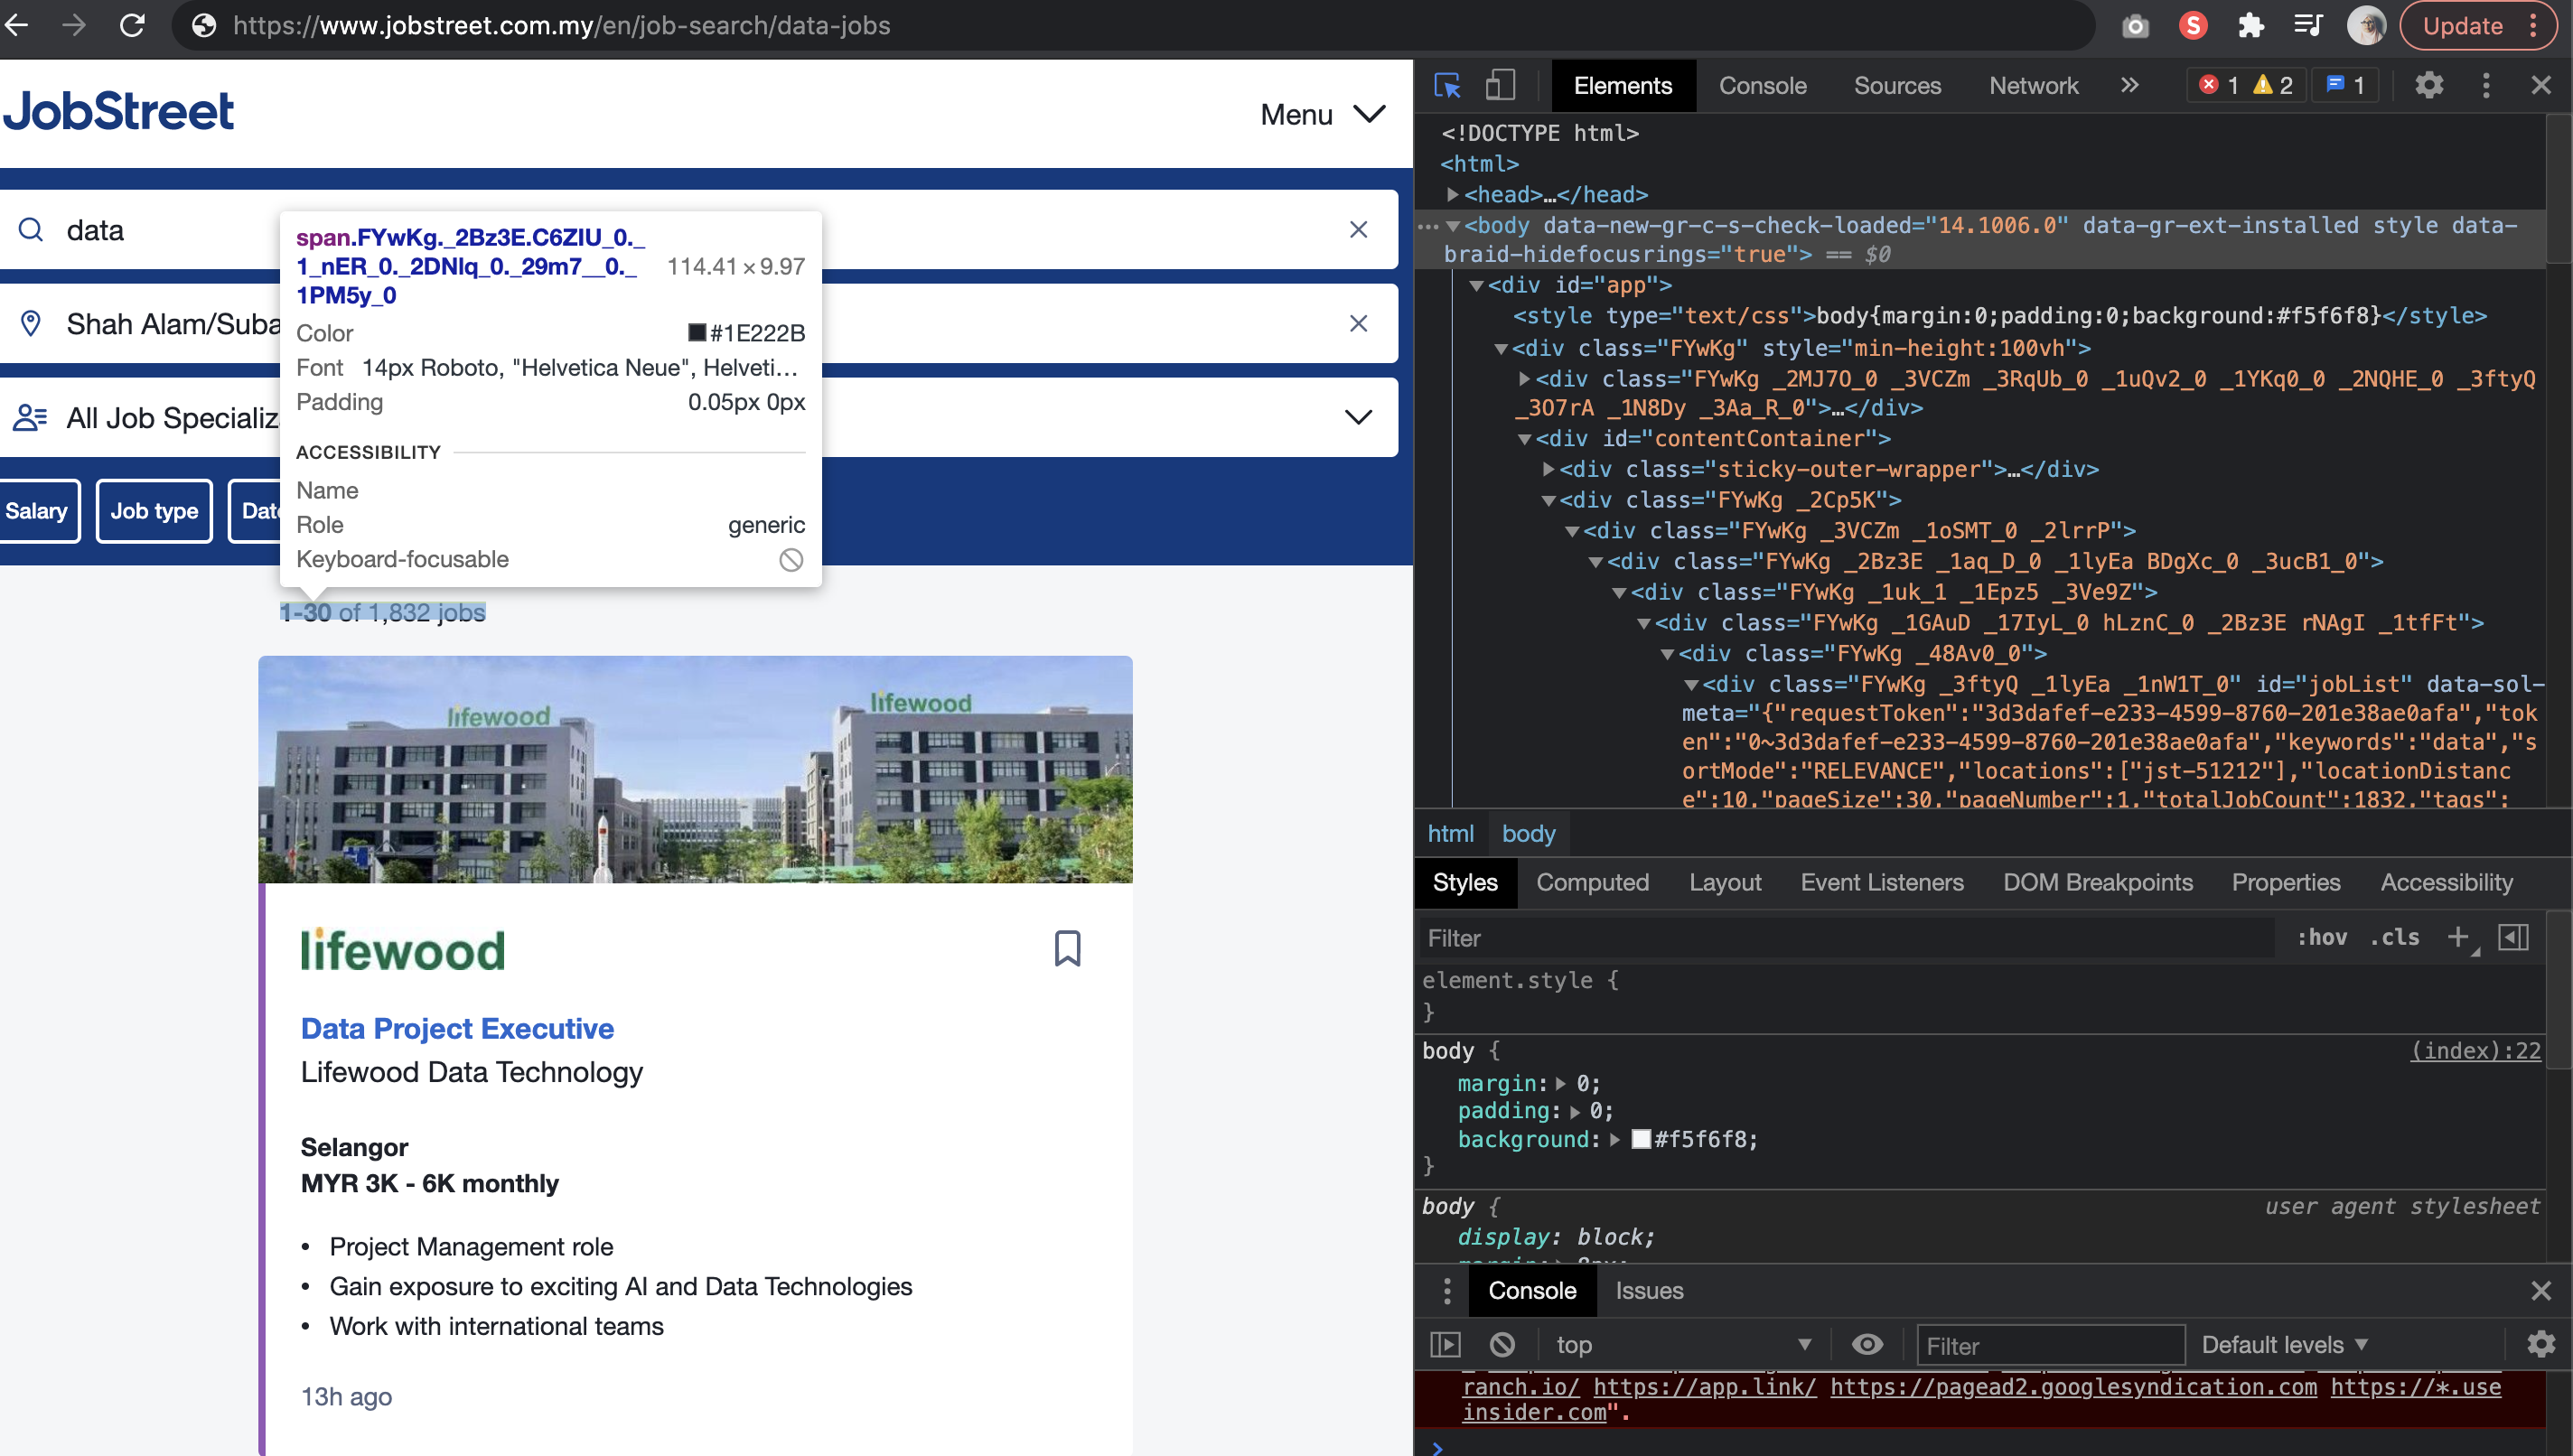 https://www.jobstreet.com.my/en/job-search/data-jobs
S
Update
JobStreet
Menu
data
Shah Alam/Suba
All Job Specializ
Salary
Job type
Date
span.FYwKg._2Bz3E.C6ZIU_0._
1_nER_0._2DNlq_0._29m7__0._
1PM5y_0
114.41 × 9.97
Color #1E222B
Font 14px Roboto, "Helvetica Neue", Helveti…
Padding 0.05px 0px
ACCESSIBILITY
Name
Role generic
Keyboard-focusable
1-30 of 1,832 jobs
lifewood
lifewood
lifewood
Data Project Executive
Lifewood Data Technology
Selangor
MYR 3K - 6K monthly
• Project Management role
• Gain exposure to exciting AI and Data Technologies
• Work with international teams
13h ago
Elements Console Sources Network » 1 2 1
<!DOCTYPE html>
<html>
<head>…</head>
<body data-new-gr-c-s-check-loaded="14.1006.0" data-gr-ext-installed style data-
braid-hidefocusrings="true"> == $0
<div id="app">
<style type="text/css">body{margin:0;padding:0;background:#f5f6f8}</style>
<div class="FYwKg" style="min-height:100vh">
<div class="FYwKg _2MJ7O_0 _3VCZm _3RqUb_0 _1uQv2_0 _1YKq0_0 _2NQHE_0 _3ftyQ
_3O7rA _1N8Dy _3Aa_R_0">…</div>
<div id="contentContainer">
<div class="sticky-outer-wrapper">…</div>
<div class="FYwKg _2Cp5K">
<div class="FYwKg _3VCZm _1oSMT_0 _2lrrP">
<div class="FYwKg _2Bz3E _1aq_D_0 _1lyEa BDgXc_0 _3ucB1_0">
<div class="FYwKg _1uk_1 _1Epz5 _3Ve9Z">
<div class="FYwKg _1GAuD _17IyL_0 hLznC_0 _2Bz3E rNAgI _1tfFt">
<div class="FYwKg _48Av0_0">
<div class="FYwKg _3ftyQ _1lyEa _1nW1T_0" id="jobList" data-sol-
meta="{"requestToken":"3d3dafef-e233-4599-8760-201e38ae0afa","tok
en":"0~3d3dafef-e233-4599-8760-201e38ae0afa","keywords":"data","s
ortMode":"RELEVANCE","locations":["jst-51212"],"locationDistanc
e":10,"pageSize":30,"pageNumber":1,"totalJobCount":1832,"tags":
html body
Styles Computed Layout Event Listeners DOM Breakpoints Properties Accessibility
Filter :hov .cls +
element.style {
}
body { (index):22
margin: 0;
padding: 0;
background: #f5f6f8;
}
body { user agent stylesheet
display: block;
margin: 8px;
Console Issues
top Filter Default levels
ranch.io/ https://app.link/ https://pagead2.googlesyndication.com https://*.use
insider.com".